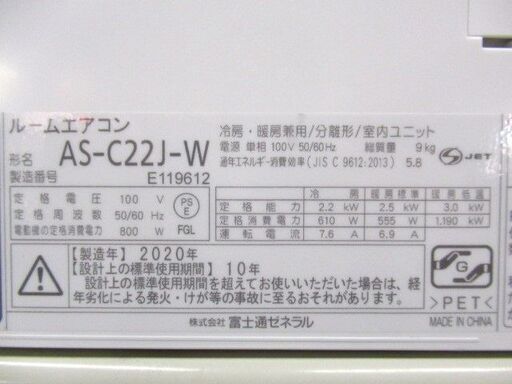 ルームエアコン
形名 AS-C22J-W
製造番号 E119612
冷房・暖房兼用/分離形/室内ユニット
電源 単相 100V 50/60Hz 総質量 9kg
通年エネルギー消費効率(JIS C 9612:2013) 5.8
S JET
定格電圧 100 V
定格周波数 50/60 Hz
電動機の定格消費電力 800 W
PS E
FGL
冷房 暖房標準 暖房低温
定格能力 2.2 kW 2.5 kW 3.0 kW
定格消費電力 610 W 555 W 1,190 kW
運転電流 7.6 A 6.9 A
【製造年】2020年
【設計上の標準使用期間】10年
設計上の標準使用期間を超えてお使いいただいた場合は、経
年劣化による発火・けが等の事故に至るおそれがあります。
G
>PET<
MADE IN CHINA
株式会社 富士通ゼネラル